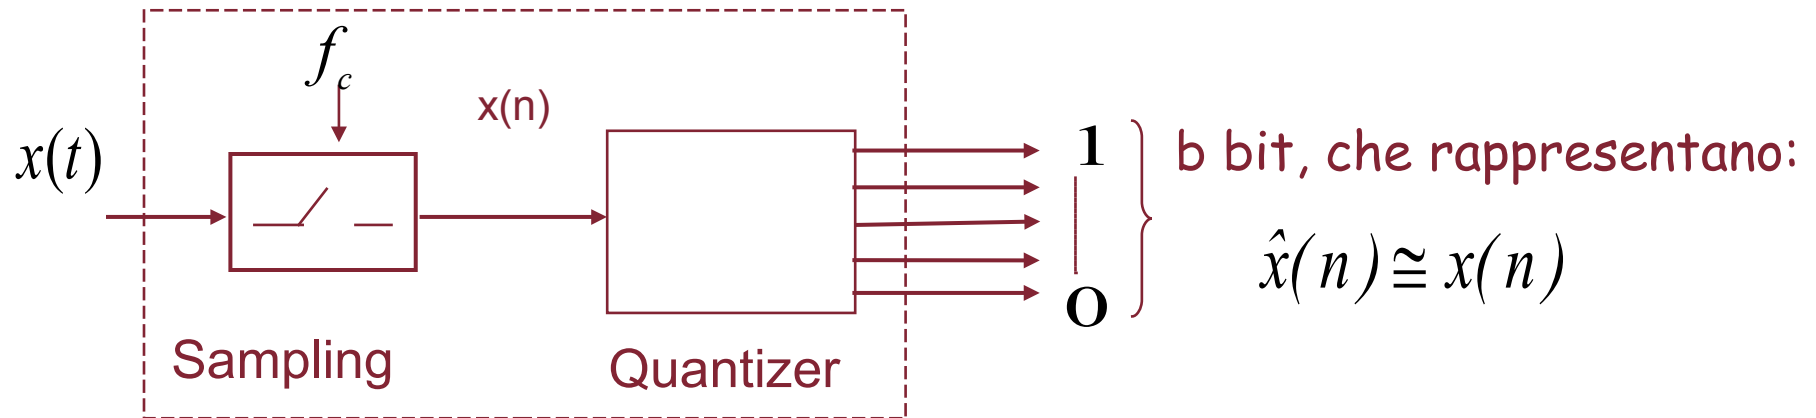 f_c
x(n)
x(t)
1
b bit, che rappresentano:
x̂(n) ≅ x(n)
0
Sampling
Quantizer